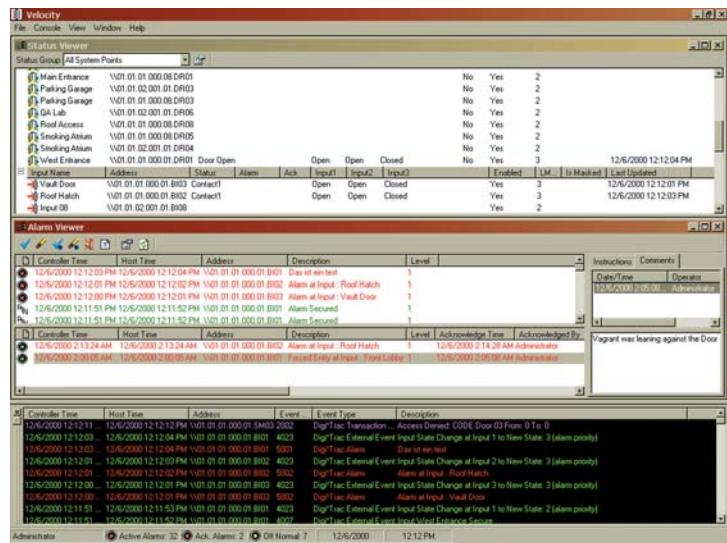 Velocity
File Console View Window Help
Status Viewer
Status Group All System Points
Main Entrance \\01.01.01.000.08.DR01 No Yes 2
Parking Garage \\01.01.02.001.01.DR03 No Yes 2
Parking Garage \\01.01.01.000.08.DR03 No Yes 2
QA Lab \\01.01.02.001.01.DR06 No Yes 2
Roof Access \\01.01.01.000.08.DR08 No Yes 2
Smoking Atrium \\01.01.01.000.08.DR05 No Yes 2
Smoking Atrium \\01.01.02.001.01.DR04 No Yes 2
West Entrance \\01.01.01.000.01.DR01 Door Open Open Open Closed No Yes 3 12/6/2000 12:12:04 PM
Input Name Address Status Alarm Ack. Input1 Input2 Input3 Enabled LM... Is Masked Last Updated
Vault Door \\01.01.01.000.01.BI03 Contact1 Open Open Closed Yes 3 12/6/2000 12:12:01 PM
Roof Hatch \\01.01.01.000.01.BI02 Contact1 Open Open Closed Yes 3 12/6/2000 12:12:03 PM
Input 08 \\01.01.02.001.01.BI08 Yes 2
Alarm Viewer
Controller Time Host Time Address Description Level
12/6/2000 12:12:03 PM 12/6/2000 12:12:04 PM \\01.01.01.000.01.BI01 Das ist ein test 1
12/6/2000 12:12:01 PM 12/6/2000 12:12:02 PM \\01.01.01.000.01.BI02 Alarm at Input : Roof Hatch 1
12/6/2000 12:12:00 PM 12/6/2000 12:12:01 PM \\01.01.01.000.01.BI03 Alarm at Input : Vault Door 1
12/6/2000 12:11:51 PM 12/6/2000 12:11:52 PM \\01.01.01.000.01.BI01 Alarm Secured 1
12/6/2000 12:11:51 PM 12/6/2000 12:11:52 PM \\01.01.01.000.01.BI03 Alarm Secured 1
Instructions Comments
Date/Time Operator
12/6/2000 2:05:08... Administrator
Vagrant was learing against the Door
Controller Time Host Time Address Description Level Acknowledge Time Acknowledged By
12/6/2000 2:13:24 AM 12/6/2000 2:13:24 AM \\01.01.01.000.01.BI02 Alarm at Input : Roof Hatch 1 12/6/2000 2:14:28 AM Administrator
12/6/2000 2:00:05 AM 12/6/2000 2:00:05 AM \\01.01.01.000.01.BI01 Forced Entry at Input : Front Lobby 1 12/6/2000 2:05:08 AM Administrator
Controller Time Host Time Address Event ... Event Type Description
12/6/2000 12:12:11 ... 12/6/2000 12:12:12 PM \\01.01.01.000.01.SM03 2002 Digi*Trac Transaction ... Access Denied: CODE Door 03 From: 0 To: 0
12/6/2000 12:12:03 ... 12/6/2000 12:12:04 PM \\01.01.01.000.01.BI01 4023 Digi*Trac External Event Input State Change at Input 1 to New State: 3 (alarm priority)
12/6/2000 12:12:03 ... 12/6/2000 12:12:04 PM \\01.01.01.000.01.BI01 5001 Digi*Trac Alarm Das ist ein test
12/6/2000 12:12:01 ... 12/6/2000 12:12:03 PM \\01.01.01.000.01.BI02 4023 Digi*Trac External Event Input State Change at Input 2 to New State: 3 (alarm priority)
12/6/2000 12:12:01 ... 12/6/2000 12:12:02 PM \\01.01.01.000.01.BI02 5002 Digi*Trac Alarm Alarm at Input : Roof Hatch
12/6/2000 12:12:00 ... 12/6/2000 12:12:01 PM \\01.01.01.000.01.BI03 4023 Digi*Trac External Event Input State Change at Input 3 to New State: 3 (alarm priority)
12/6/2000 12:12:00 ... 12/6/2000 12:12:01 PM \\01.01.01.000.01.BI03 5002 Digi*Trac Alarm Alarm at Input : Vault Door
12/6/2000 12:11:51 ... 12/6/2000 12:11:53 PM \\01.01.01.000.01.BI01 4023 Digi*Trac External Event Input State Change at Input 1 to New State: 2 (alarm priority)
12/6/2000 12:11:51 ... 12/6/2000 12:11:52 PM \\01.01.01.000.01.BI01 4007 Digi*Trac External Event Input West Entrance Secure
Administrator Active Alarms: 32 Ack. Alarms: 2 Off Normal: 7 12/6/2000 12:12 PM